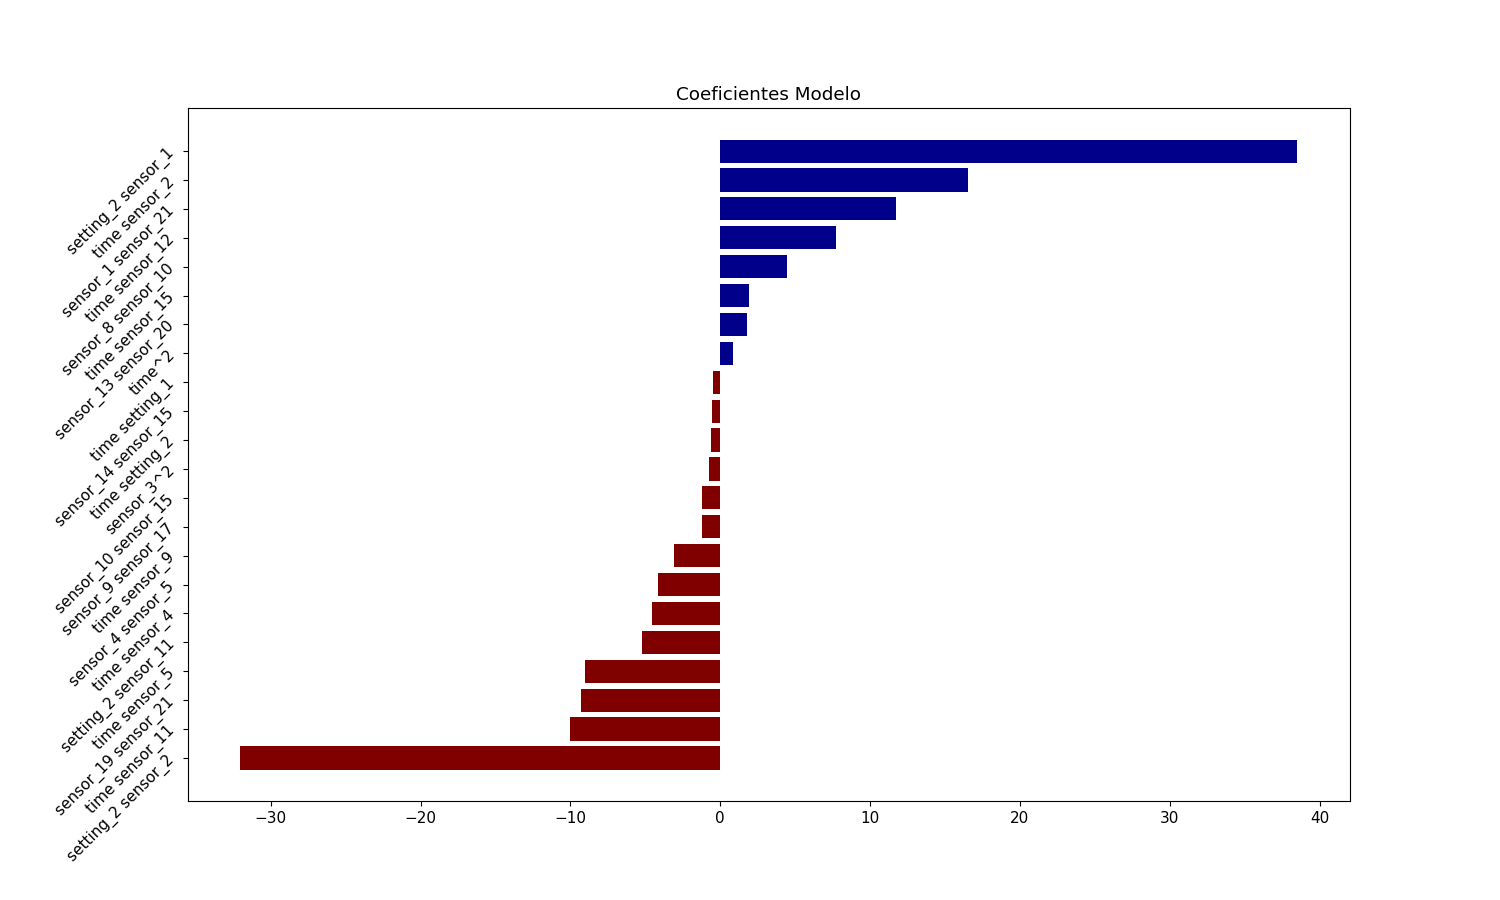 Coeficientes Modelo
setting_2 sensor_1
time sensor_2
sensor_1 sensor_21
time sensor_12
sensor_8 sensor_10
time sensor_15
sensor_13 sensor_20
time^2
time setting_1
sensor_14 sensor_15
time setting_2
sensor_3^2
sensor_10 sensor_15
sensor_9 sensor_17
time sensor_9
sensor_4 sensor_5
time sensor_4
setting_2 sensor_11
time sensor_5
sensor_19 sensor_21
time sensor_11
setting_2 sensor_2
−30 −20 −10 0 10 20 30 40